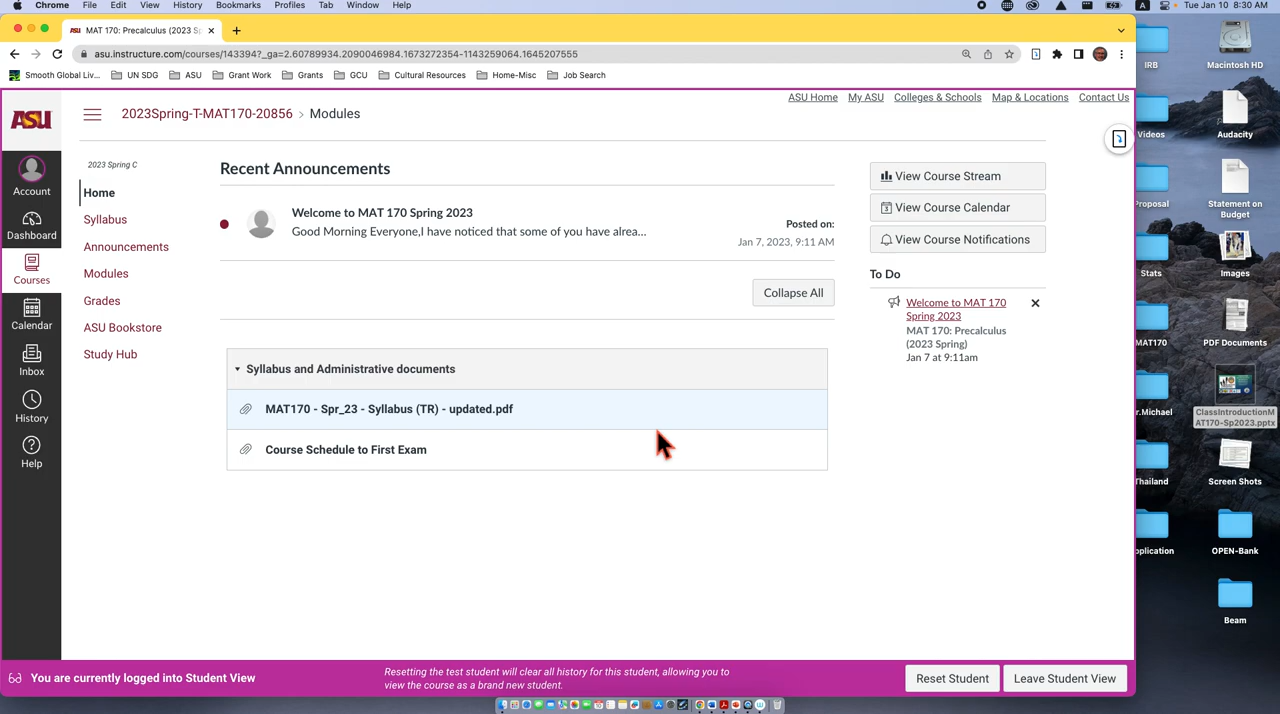 Chrome File Edit View History Bookmarks Profiles Tab Window Help
A Tue Jan 10 8:30 AM
ASU MAT 170: Precalculus (2023 Sp
asu.instructure.com/courses/143394?_ga=2.60789934.2090046984.1673272354-1143259064.1645207555
Smooth Global Liv... UN SDG ASU Grant Work Grants GCU Cultural Resources Home-Misc Job Search
ASU Home My ASU Colleges & Schools Map & Locations Contact Us
ASU
2023Spring-T-MAT170-20856 > Modules
Account
Dashboard
Courses
Calendar
Inbox
History
Help
2023 Spring C
Home
Syllabus
Announcements
Modules
Grades
ASU Bookstore
Study Hub
Recent Announcements
Welcome to MAT 170 Spring 2023
Good Morning Everyone,I have noticed that some of you have alrea...
Posted on:
Jan 7, 2023, 9:11 AM
Collapse All
Syllabus and Administrative documents
MAT170 - Spr_23 - Syllabus (TR) - updated.pdf
Course Schedule to First Exam
View Course Stream
View Course Calendar
View Course Notifications
To Do
Welcome to MAT 170
Spring 2023
MAT 170: Precalculus
(2023 Spring)
Jan 7 at 9:11am
You are currently logged into Student View
Resetting the test student will clear all history for this student, allowing you to
view the course as a brand new student.
Reset Student
Leave Student View
IRB
Videos
Proposal
Stats
MAT170
r.Michael
Thailand
pplication
Macintosh HD
Audacity
Statement on
Budget
Images
PDF Documents
ClassIntroductionM
AT170-Sp2023.pptx
Screen Shots
OPEN-Bank
Beam